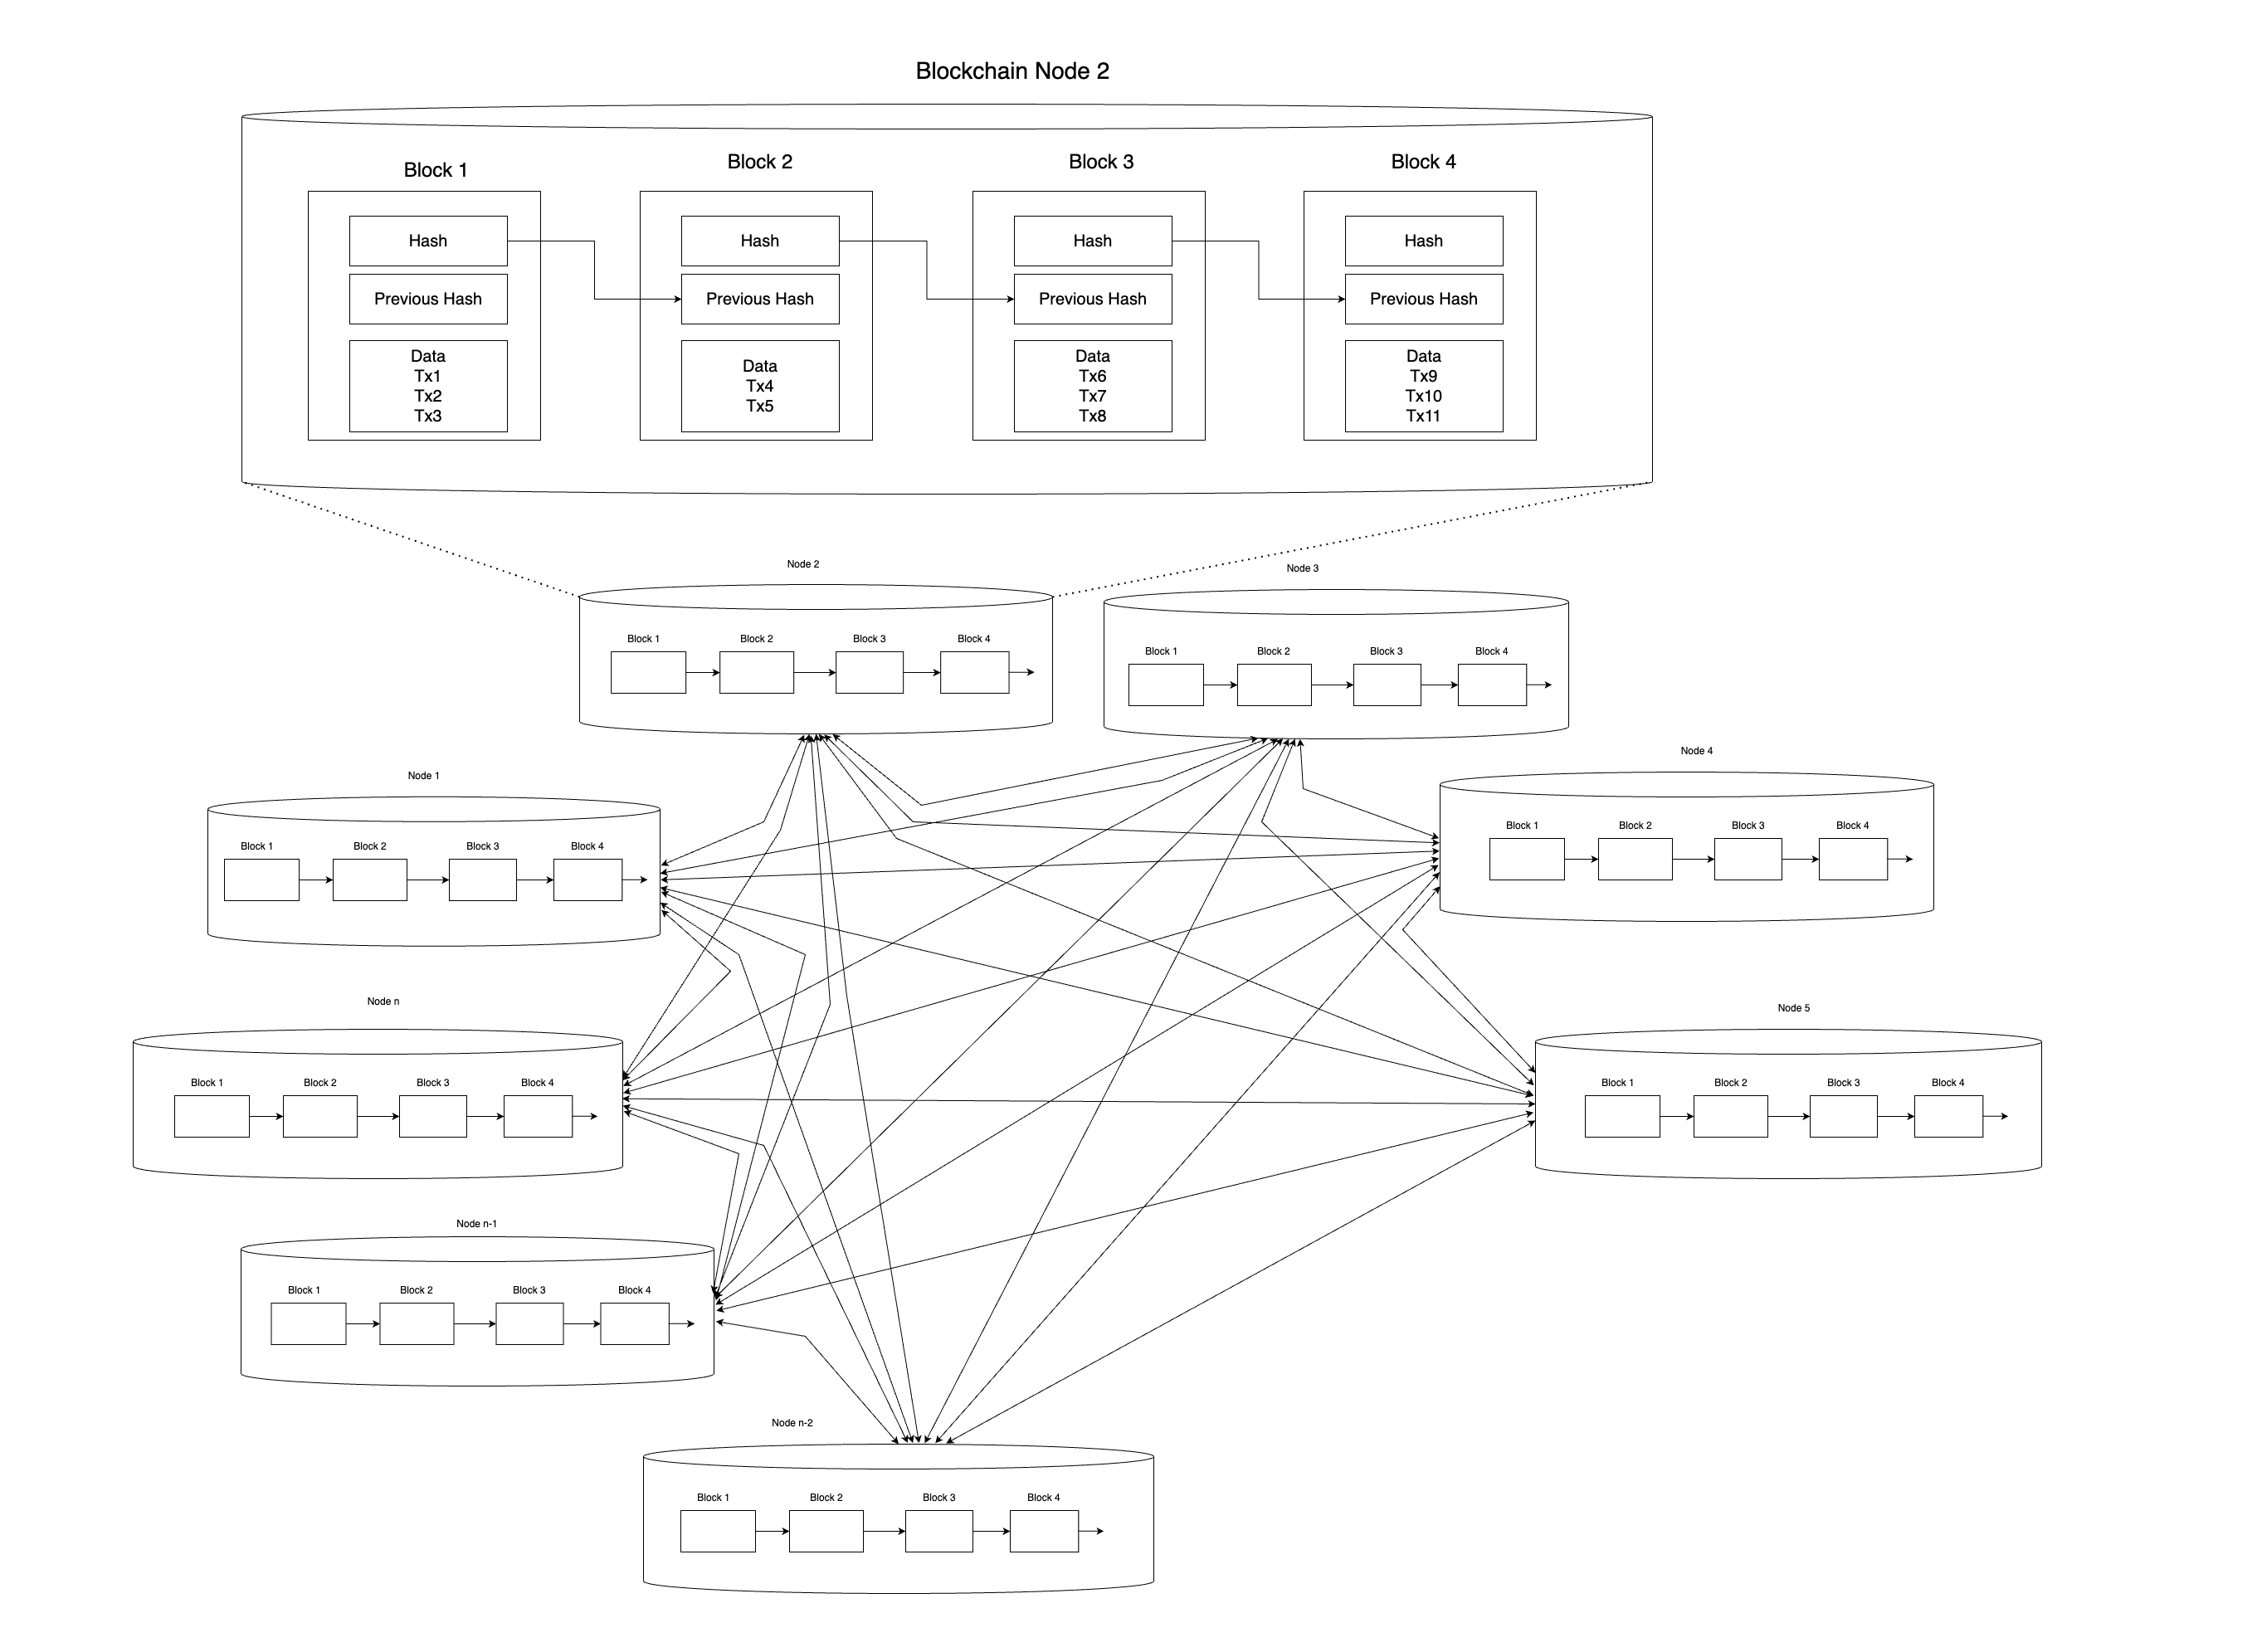 Blockchain Node 2
Block 1
Block 2
Block 3
Block 4
Hash
Hash
Hash
Hash
Previous Hash
Previous Hash
Previous Hash
Previous Hash
Data
Tx1
Tx2
Tx3
Data
Tx4
Tx5
Data
Tx6
Tx7
Tx8
Data
Tx9
Tx10
Tx11
Node 2
Block 1
Block 2
Block 3
Block 4
Node 3
Block 1
Block 2
Block 3
Block 4
Node 1
Block 1
Block 2
Block 3
Block 4
Node 4
Block 1
Block 2
Block 3
Block 4
Node n
Block 1
Block 2
Block 3
Block 4
Node 5
Block 1
Block 2
Block 3
Block 4
Node n-1
Block 1
Block 2
Block 3
Block 4
Node n-2
Block 1
Block 2
Block 3
Block 4